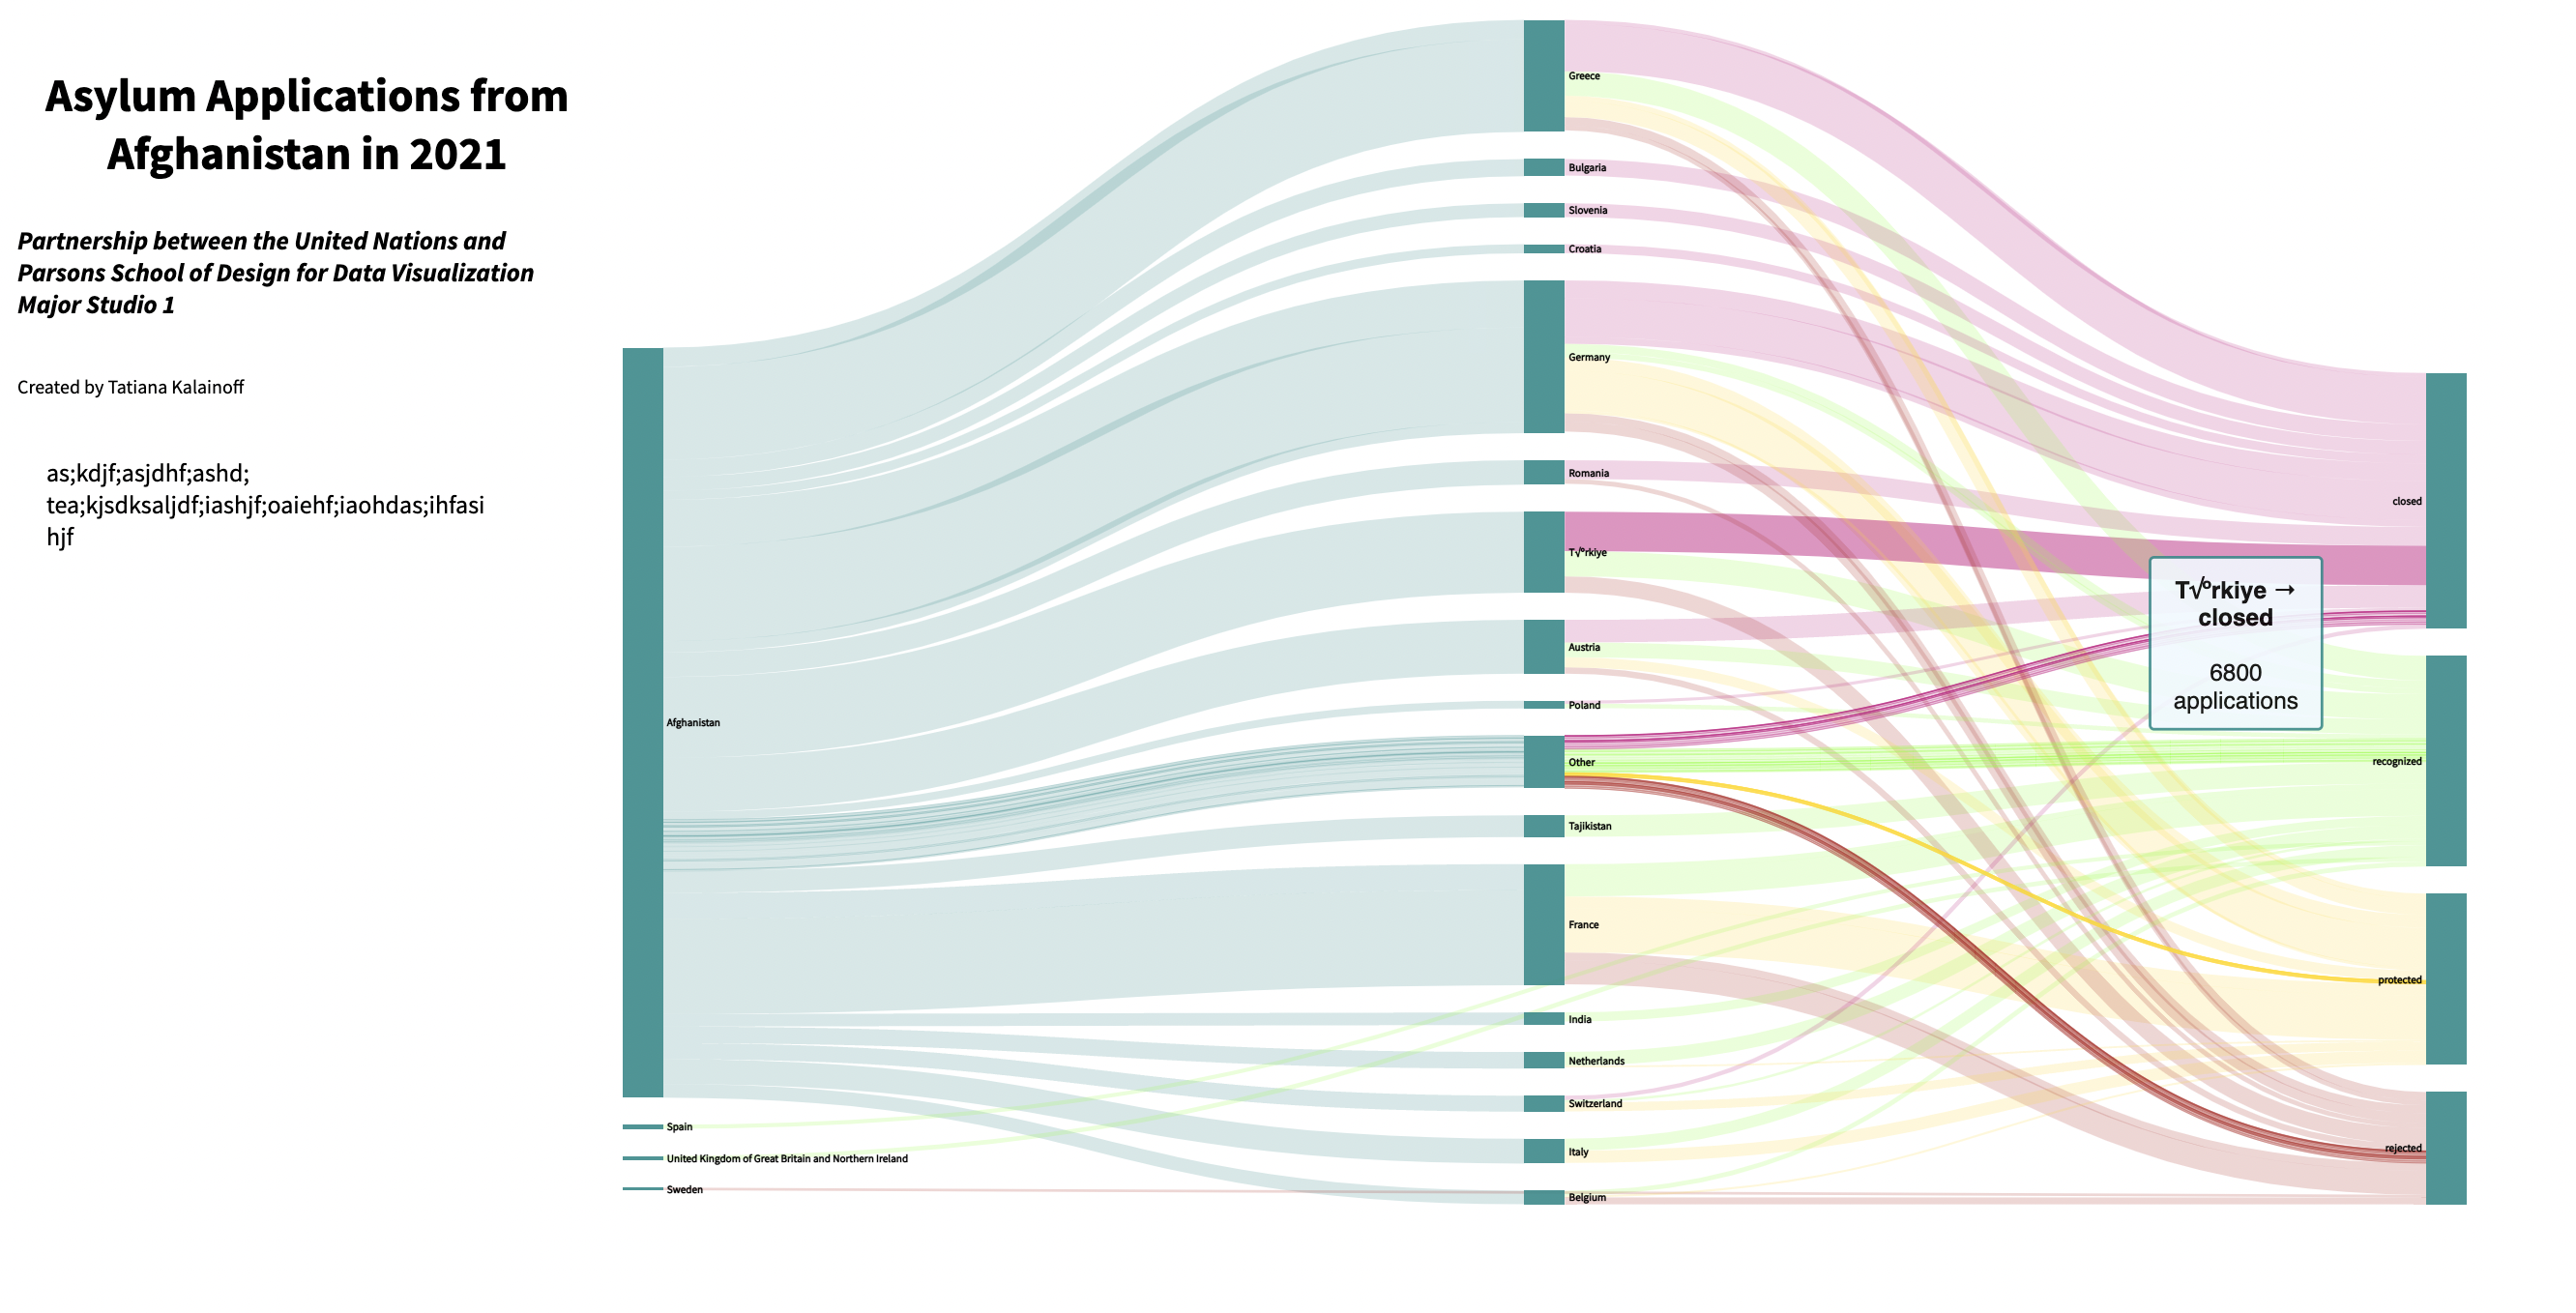 Asylum Applications from
Afghanistan in 2021
Partnership between the United Nations and
Parsons School of Design for Data Visualization
Major Studio 1
Created by Tatiana Kalainoff
as;kdjf;asjdhf;ashd;
tea;kjsdksaljdf;iashjf;oaiehf;iaohdas;ihfasi
hjf
Afghanistan
Spain
United Kingdom of Great Britain and Northern Ireland
Sweden
Greece
Bulgaria
Slovenia
Croatia
Germany
Romania
T√ºrkiye
Austria
Poland
Other
Tajikistan
France
India
Netherlands
Switzerland
Italy
Belgium
closed
T√ºrkiye →
closed
6800
applications
recognized
protected
rejected